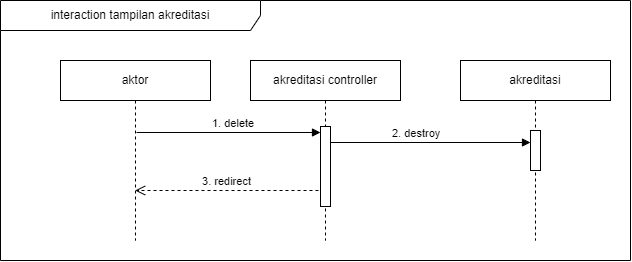 interaction tampilan akreditasi
aktor
akreditasi controller
akreditasi
1. delete
2. destroy
3. redirect